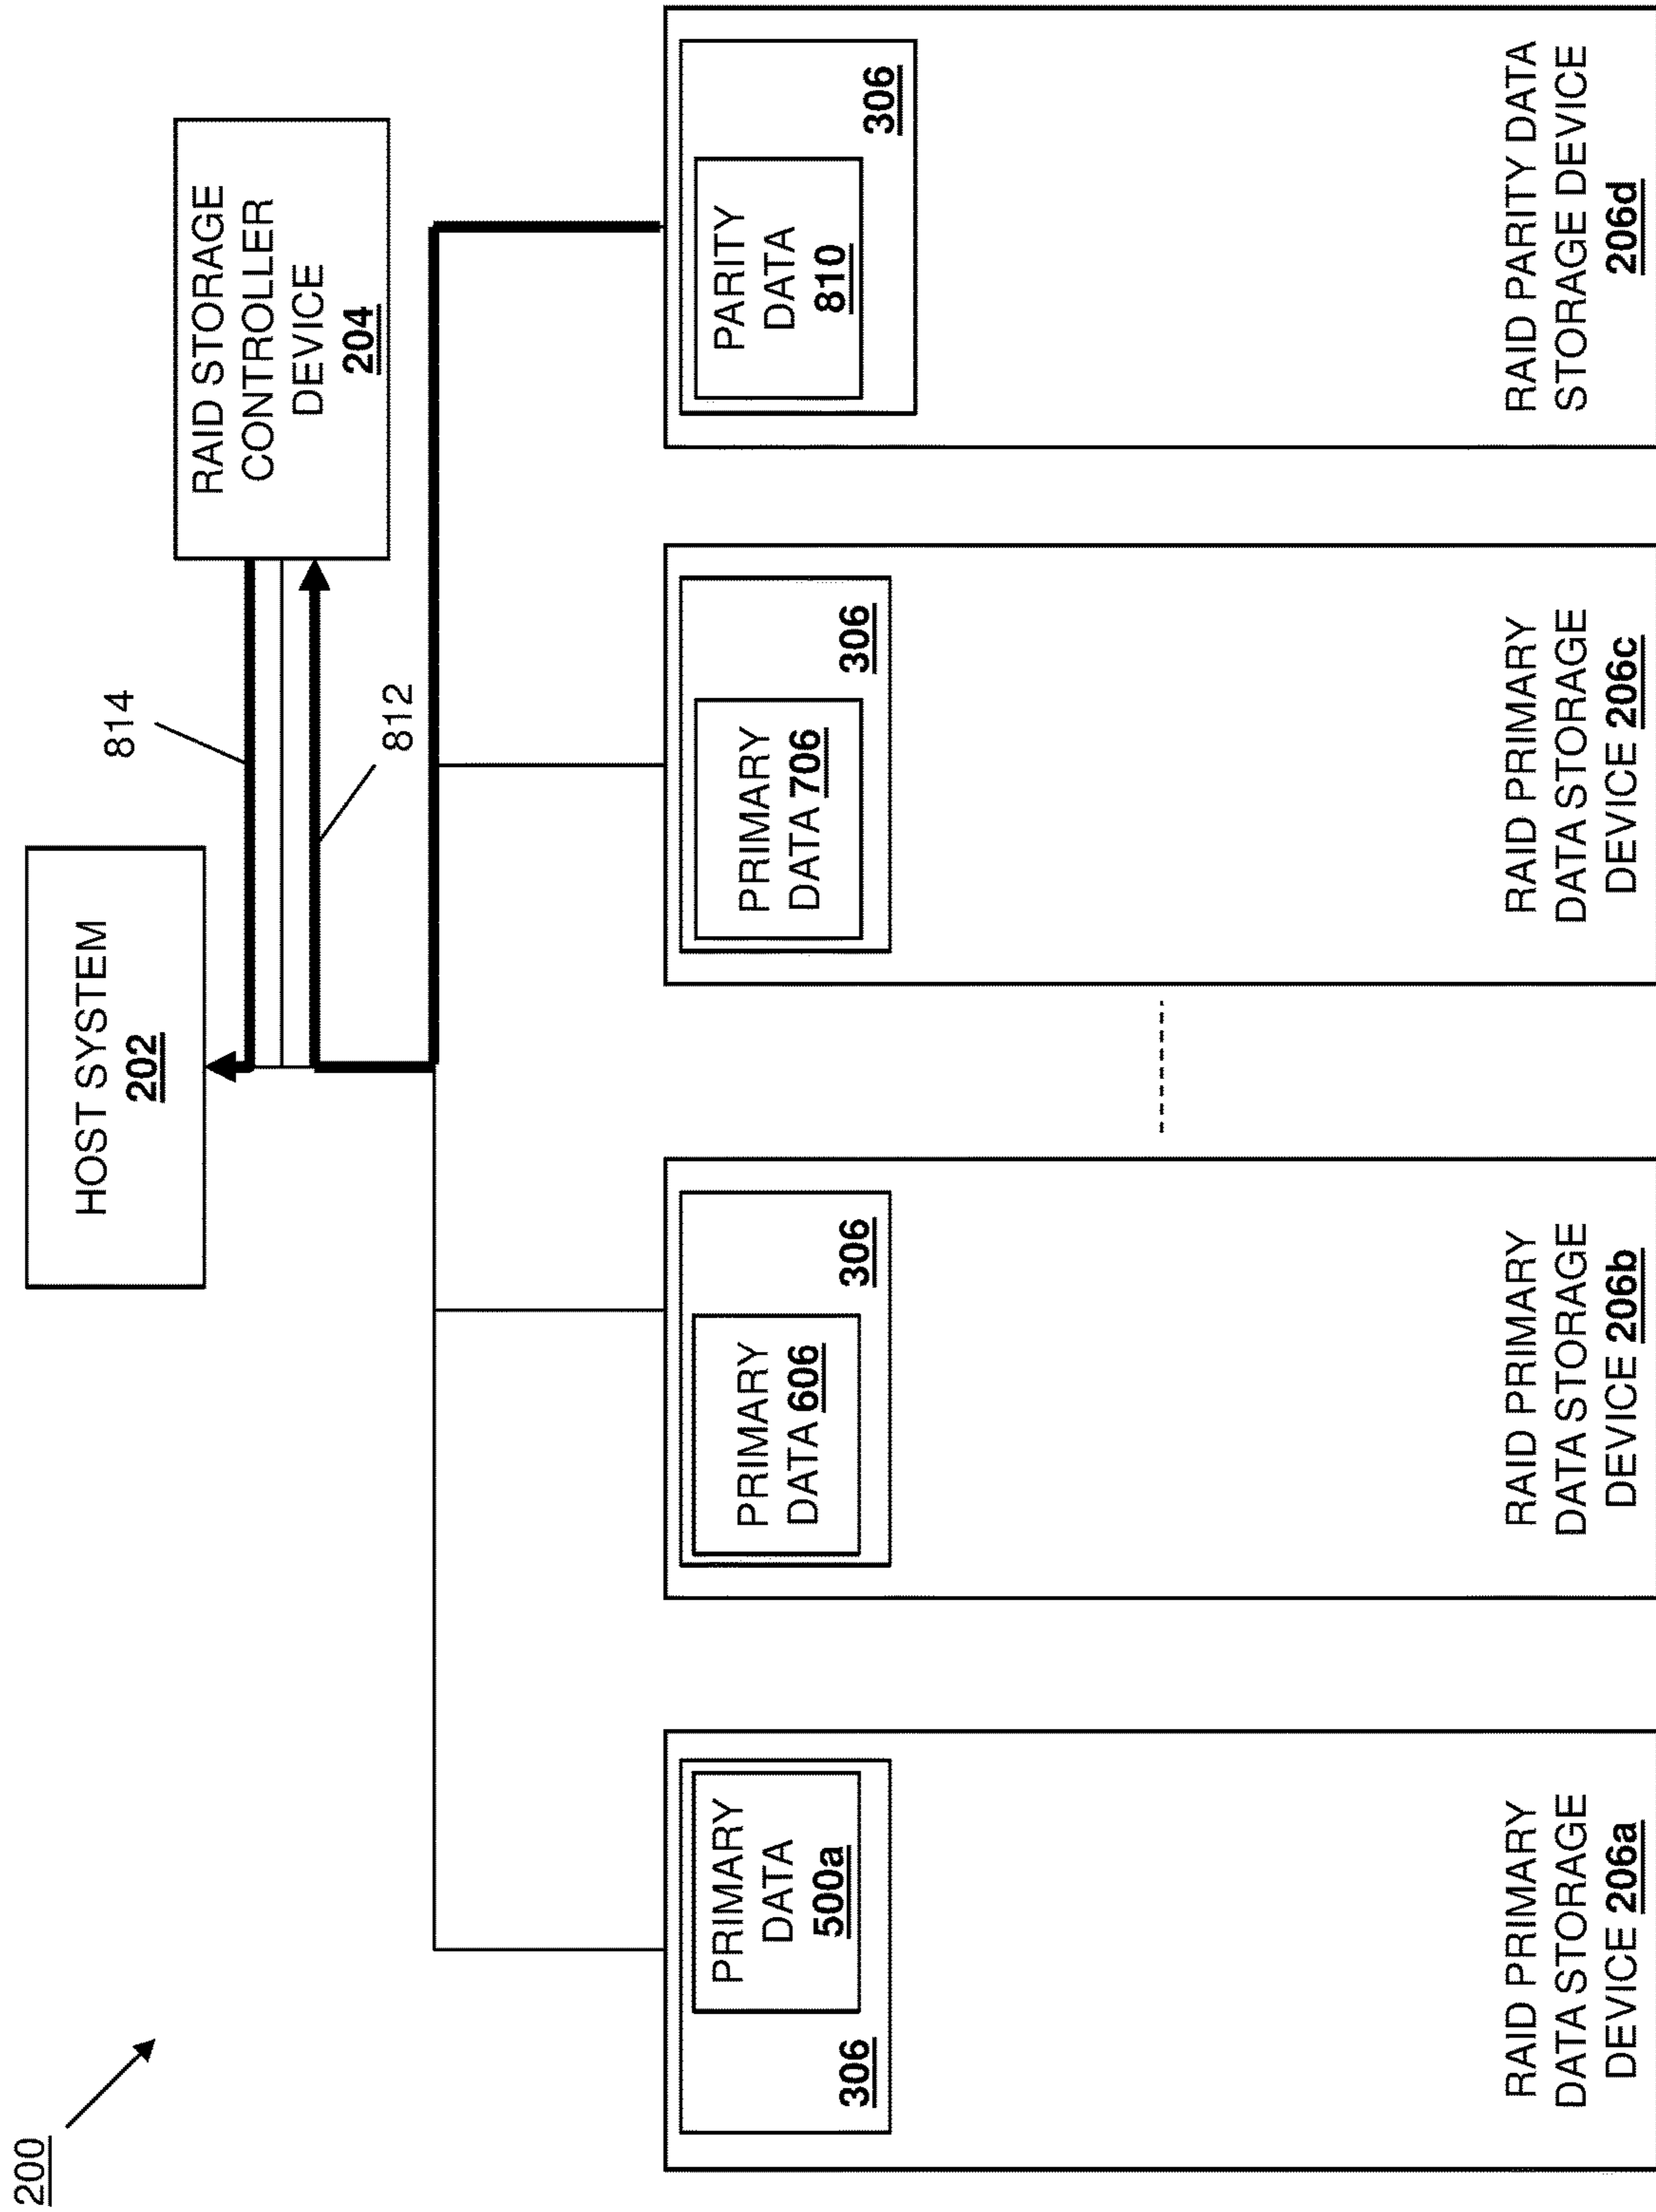 200
HOST SYSTEM
202
814
812
RAID STORAGE
CONTROLLER
DEVICE
204
306
PRIMARY
DATA
500a
RAID PRIMARY
DATA STORAGE
DEVICE 206a
PRIMARY
DATA 606
306
RAID PRIMARY
DATA STORAGE
DEVICE 206b
PRIMARY
DATA 706
306
RAID PRIMARY
DATA STORAGE
DEVICE 206c
PARITY
DATA
810
306
RAID PARITY DATA
STORAGE DEVICE
206d